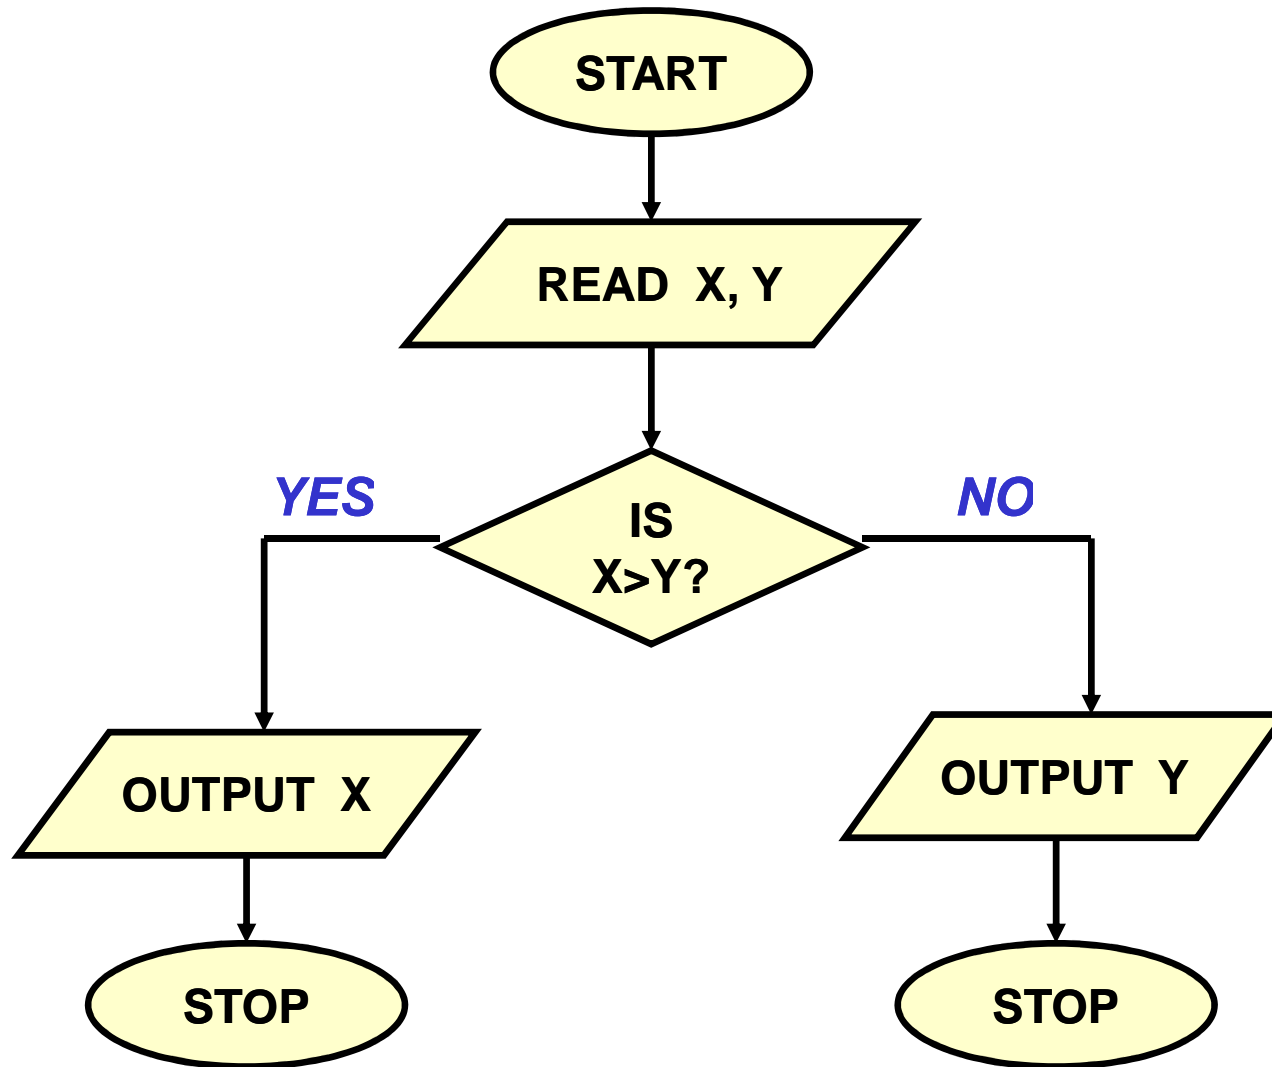 START
READ X, Y
YES
IS
X>Y?
NO
OUTPUT X
OUTPUT Y
STOP
STOP